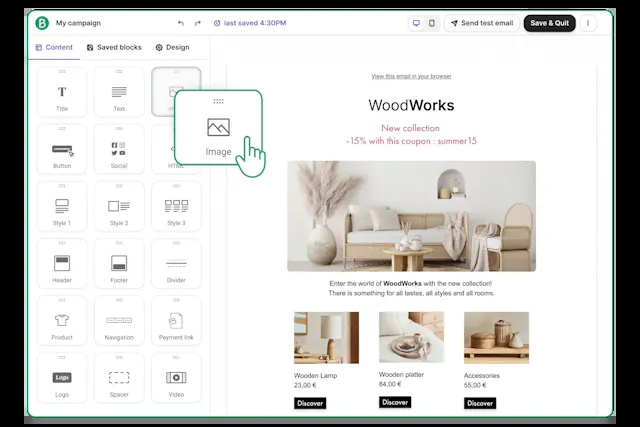 B
My campaign
last saved 4:30PM
Send test email
Save & Quit
Content
Saved blocks
Design
Title
Text
Image
Button
Social
HTML
Style 1
Style 2
Style 3
Header
Footer
Divider
Product
Navigation
Payment link
Logo
Logo
Spacer
Video
View this email in your browser
WoodWorks
New collection
-15% with this coupon : summer15
Enter the world of WoodWorks with the new collection!
There is something for all tastes, all styles and all rooms.
Wooden Lamp
23,00 €
Discover
Wooden platter
84,00 €
Discover
Accessories
55,00 €
Discover